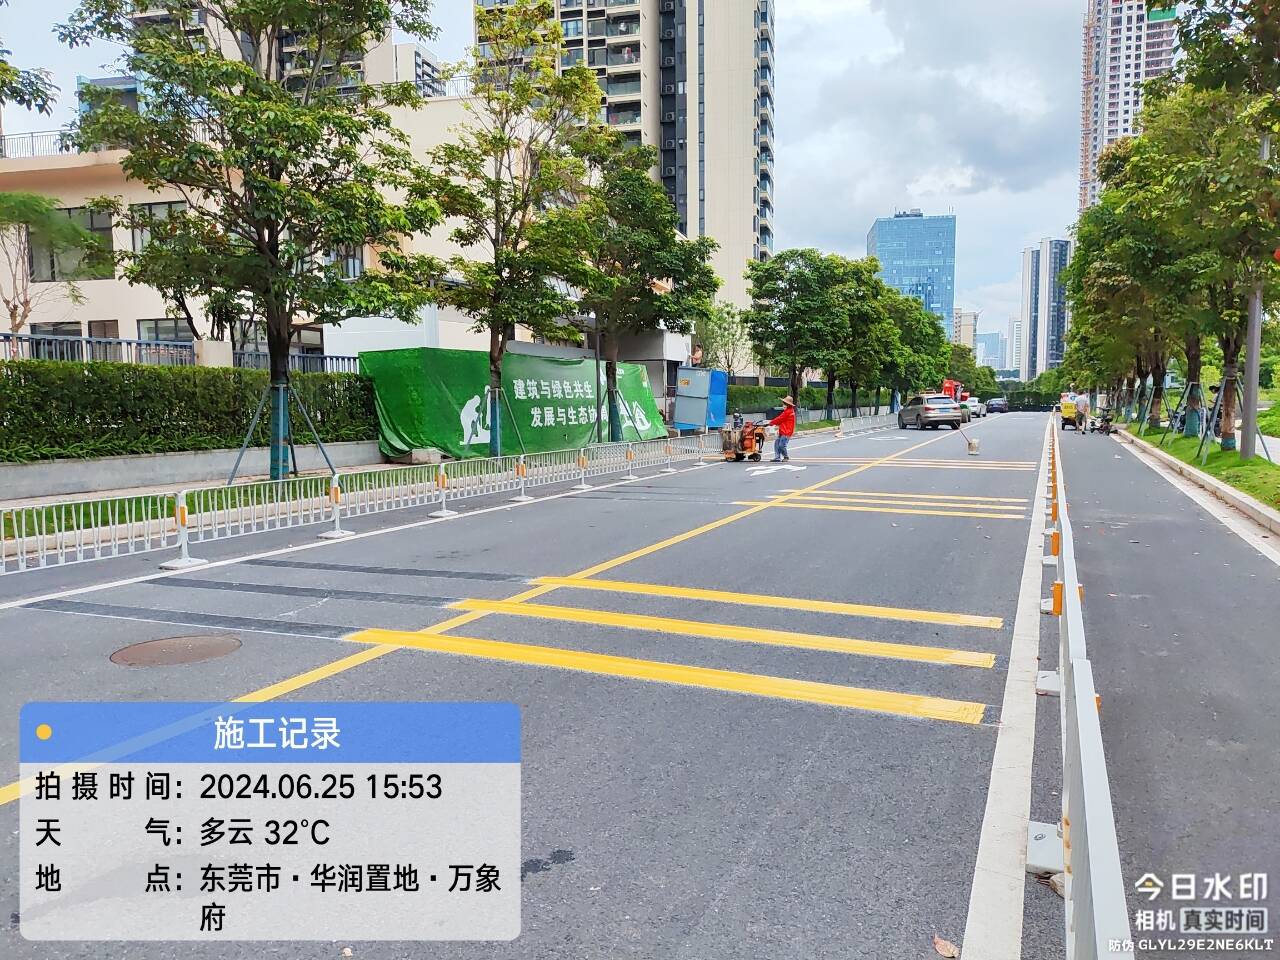 建筑与绿色共生
发展与生态协
施工记录
拍摄时间：2024.06.25 15:53
天气：多云 32℃
地点：东莞市·华润置地·万象
府
今日水印
相机 真实时间
防伪 GLYL29E2NE6KLT